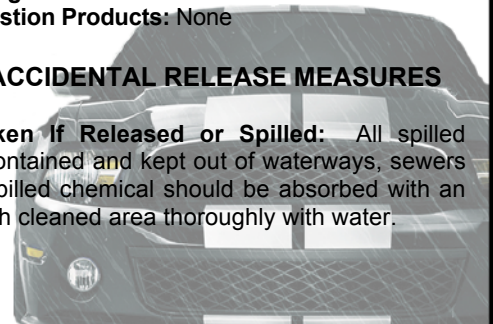 stion Products: None
ACCIDENTAL RELEASE MEASURES
ken If Released or Spilled: All spilled
ontained and kept out of waterways, sewers
pilled chemical should be absorbed with an
h cleaned area thoroughly with water.